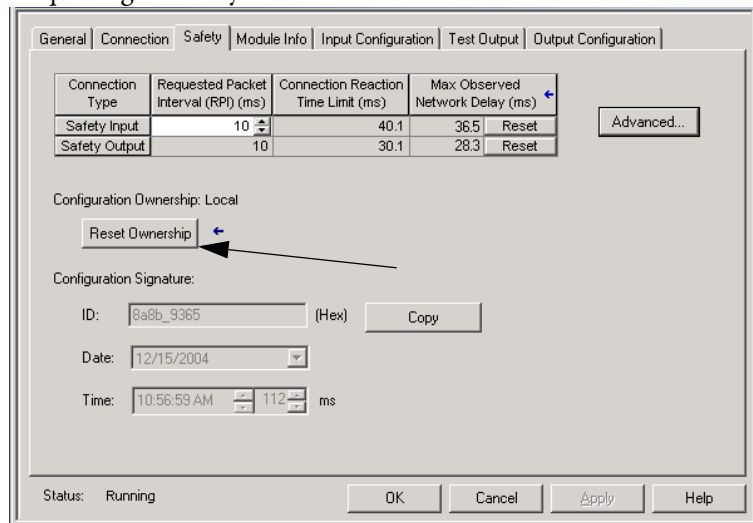 General Connection Safety Module Info Input Configuration Test Output Output Configuration
Connection Type Requested Packet Interval (RPI) (ms) Connection Reaction Time Limit (ms) Max Observed Network Delay (ms)
Safety Input 10 40.1 36.5 Reset
Safety Output 10 30.1 28.3 Reset
Advanced...
Configuration Ownership: Local
Reset Ownership
Configuration Signature:
ID: 8a8b_9365 (Hex) Copy
Date: 12/15/2004
Time: 10:56:59 AM 112 ms
Status: Running OK Cancel Apply Help